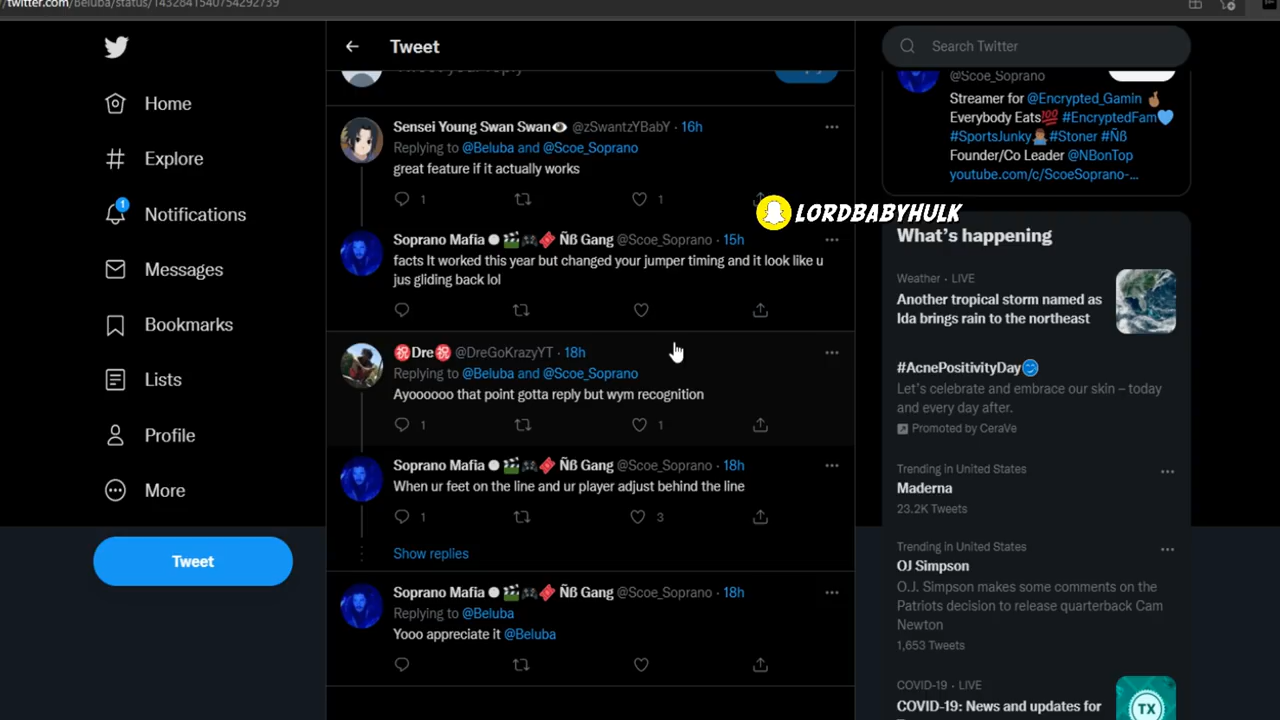 /twitter.com/beluba/status/1432841540754292739
Tweet
Search Twitter
Home
Explore
1
Notifications
Messages
Bookmarks
Lists
Profile
More
Tweet
Sensei Young Swan Swan👁 @zSwantzYBabY · 16h
Replying to @Beluba and @Scoe_Soprano
great feature if it actually works
1 1
Soprano Mafia ⚪🎬🎮🎟 Ñß Gang @Scoe_Soprano · 15h
facts It worked this year but changed your jumper timing and it look like u
jus gliding back lol
㊗️Dre㊗️ @DreGoKrazyYT · 18h
Replying to @Beluba and @Scoe_Soprano
Ayoooooo that point gotta reply but wym recognition
1 1
Soprano Mafia ⚪🎬🎮🎟 Ñß Gang @Scoe_Soprano · 18h
When ur feet on the line and ur player adjust behind the line
1 3
Show replies
Soprano Mafia ⚪🎬🎮🎟 Ñß Gang @Scoe_Soprano · 18h
Replying to @Beluba
Yooo appreciate it @Beluba
@Scoe_Soprano
Streamer for @Encrypted_Gamin 🤞🏽
Everybody Eats💯 #EncryptedFam💙
#SportsJunky🤷🏽‍♂️ #Stoner #Ñß
Founder/Co Leader @NBonTop
youtube.com/c/ScoeSoprano-…
LORDBABYHULK
What's happening
Weather · LIVE
Another tropical storm named as
Ida brings rain to the northeast
#AcnePositivityDay
Let's celebrate and embrace our skin – today
and every day after.
Promoted by CeraVe
Trending in United States
Maderna
23.2K Tweets
Trending in United States
OJ Simpson
O.J. Simpson makes some comments on the
Patriots decision to release quarterback Cam
Newton
1,653 Tweets
COVID-19 · LIVE
COVID-19: News and updates for
TX